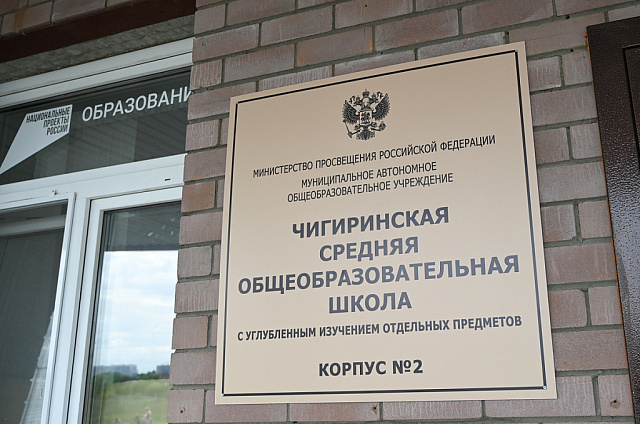 НАЦИОНАЛЬНЫЕ
ПРОЕКТЫ
РОССИИ
ОБРАЗОВАНИ
МИНИСТЕРСТВО ПРОСВЕЩЕНИЯ РОССИЙСКОЙ ФЕДЕРАЦИИ
МУНИЦИПАЛЬНОЕ АВТОНОМНОЕ
ОБЩЕОБРАЗОВАТЕЛЬНОЕ УЧРЕЖДЕНИЕ
ЧИГИРИНСКАЯ
СРЕДНЯЯ
ОБЩЕОБРАЗОВАТЕЛЬНАЯ
ШКОЛА
С УГЛУБЛЕННЫМ ИЗУЧЕНИЕМ ОТДЕЛЬНЫХ ПРЕДМЕТОВ
КОРПУС №2